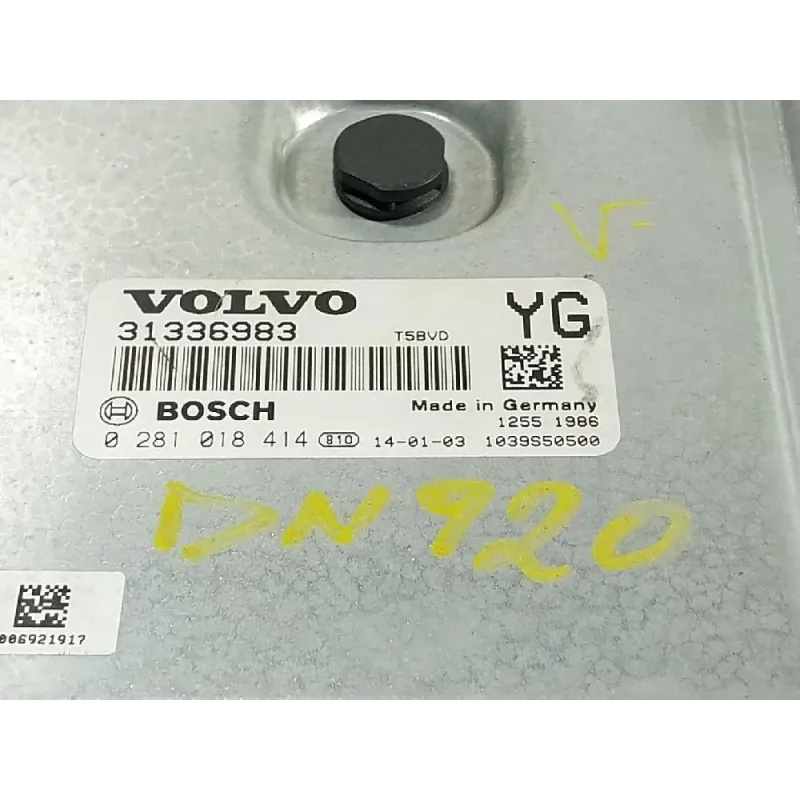 V-
VOLVO
YG
31336983 T5BVD
BOSCH Made in Germany
1255 1986
0 281 018 414 810 14-01-03 1039S50500
DN920
006921917